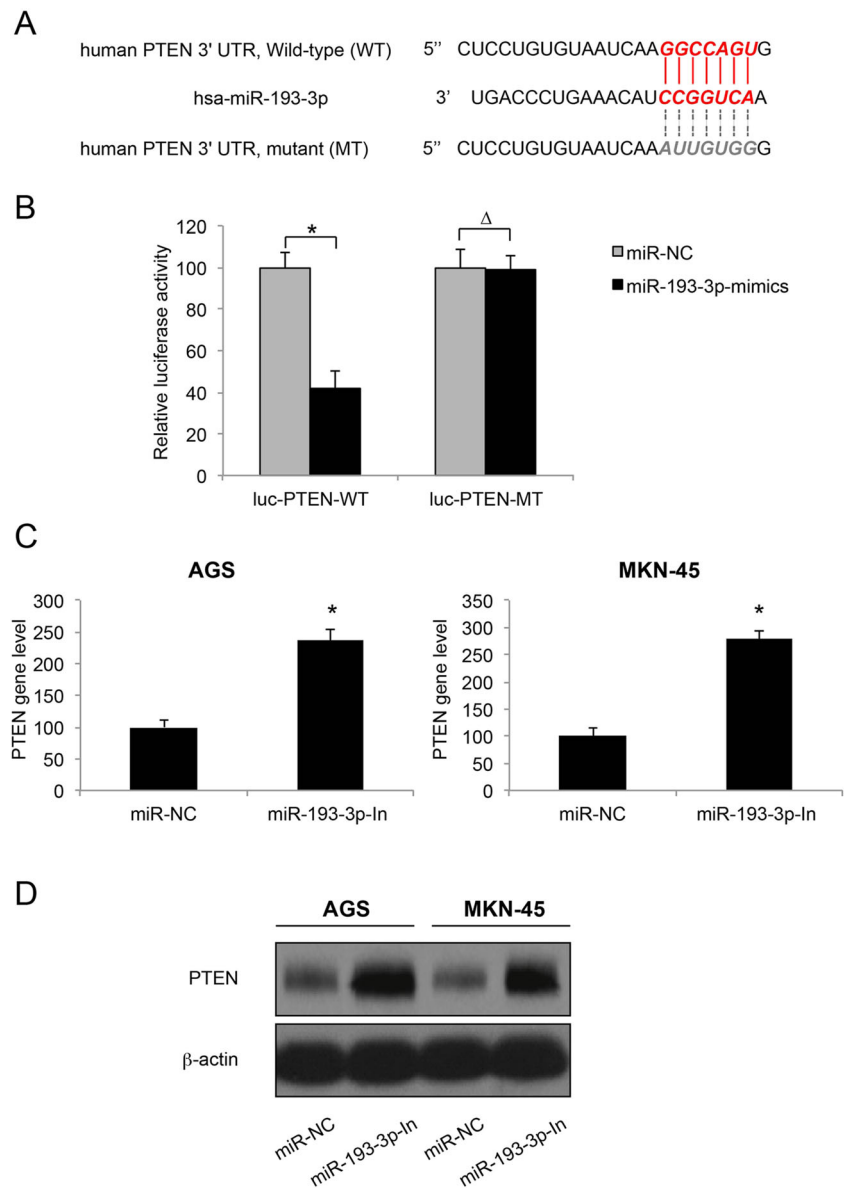 A
human PTEN 3' UTR, Wild-type (WT) 5'' CUCCUGUGUAAUCAAGGCCAGUG
hsa-miR-193-3p 3' UGACCCUGAAACAUCCGGUCAA
human PTEN 3' UTR, mutant (MT) 5'' CUCCUGUGUAAUCAAAUUGUGGG
B
Relative luciferase activity
120
100
80
60
40
20
0
*
Δ
miR-NC
miR-193-3p-mimics
luc-PTEN-WT luc-PTEN-MT
C
AGS
PTEN gene level
300
250
200
150
100
50
0
*
miR-NC miR-193-3p-In
MKN-45
PTEN gene level
350
300
250
200
150
100
50
0
*
miR-NC miR-193-3p-In
D
AGS MKN-45
PTEN
β-actin
miR-NC miR-193-3p-In miR-NC miR-193-3p-In